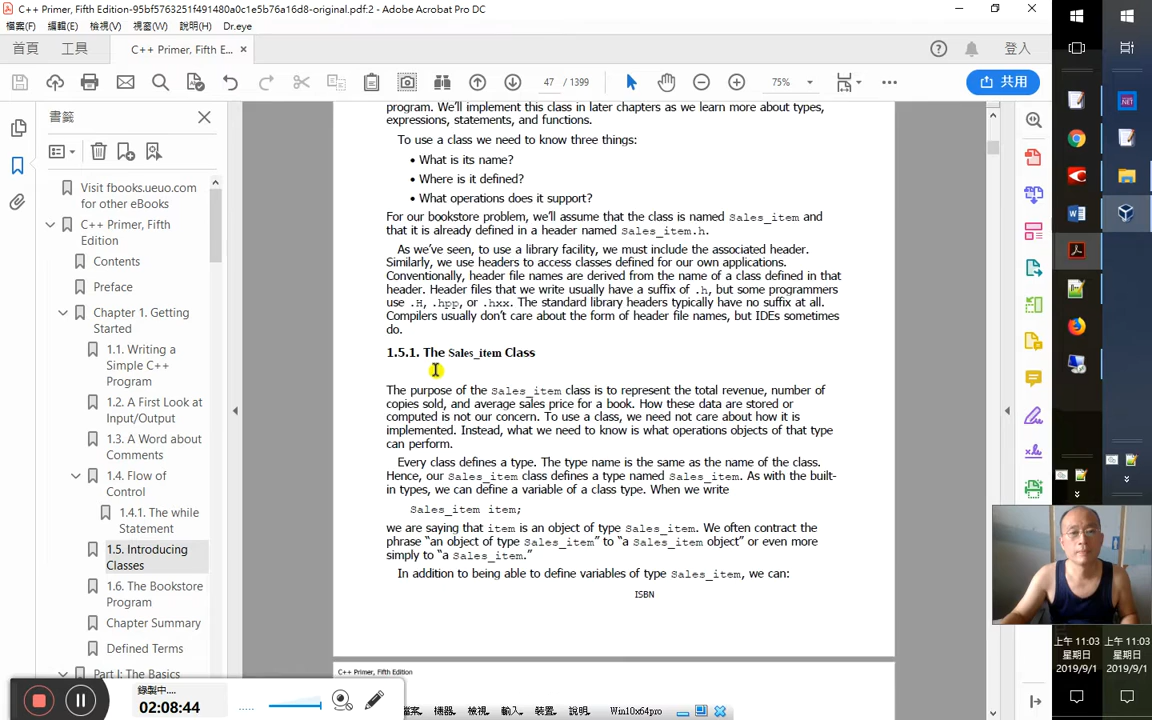 C++ Primer, Fifth Edition-95bf5763251f491480a0c1e5b76a16d8-original.pdf:2 - Adobe Acrobat Pro DC
檔案(F) 編輯(E) 檢視(V) 視窗(W) 說明(H) Dr.eye
首頁 工具 C++ Primer, Fifth E... × 登入
47 / 1399 75% 共用
書籤
Visit fbooks.ueuo.com
for other eBooks
C++ Primer, Fifth
Edition
Contents
Preface
Chapter 1. Getting
Started
1.1. Writing a
Simple C++
Program
1.2. A First Look at
Input/Output
1.3. A Word about
Comments
1.4. Flow of
Control
1.4.1. The while
Statement
1.5. Introducing
Classes
1.6. The Bookstore
Program
Chapter Summary
Defined Terms
Part I: The Basics
program. We'll implement this class in later chapters as we learn more about types,
expressions, statements, and functions.
To use a class we need to know three things:
• What is its name?
• Where is it defined?
• What operations does it support?
For our bookstore problem, we'll assume that the class is named Sales_item and
that it is already defined in a header named Sales_item.h.
As we've seen, to use a library facility, we must include the associated header.
Similarly, we use headers to access classes defined for our own applications.
Conventionally, header file names are derived from the name of a class defined in that
header. Header files that we write usually have a suffix of .h, but some programmers
use .H, .hpp, or .hxx. The standard library headers typically have no suffix at all.
Compilers usually don't care about the form of header file names, but IDEs sometimes
do.
1.5.1. The Sales_item Class
The purpose of the Sales_item class is to represent the total revenue, number of
copies sold, and average sales price for a book. How these data are stored or
computed is not our concern. To use a class, we need not care about how it is
implemented. Instead, what we need to know is what operations objects of that type
can perform.
Every class defines a type. The type name is the same as the name of the class.
Hence, our Sales_item class defines a type named Sales_item. As with the built-
in types, we can define a variable of a class type. When we write
Sales_item item;
we are saying that item is an object of type Sales_item. We often contract the
phrase “an object of type Sales_item” to “a Sales_item object” or even more
simply to “a Sales_item.”
In addition to being able to define variables of type Sales_item, we can:
ISBN
C++ Primer, Fifth Edition
錄製中....
02:08:44
檔案. 機器. 檢視. 輸入. 裝置. 說明. Win10x64pro
上午 11:03 上午 11:03
星期日 星期日
2019/9/1 2019/9/1